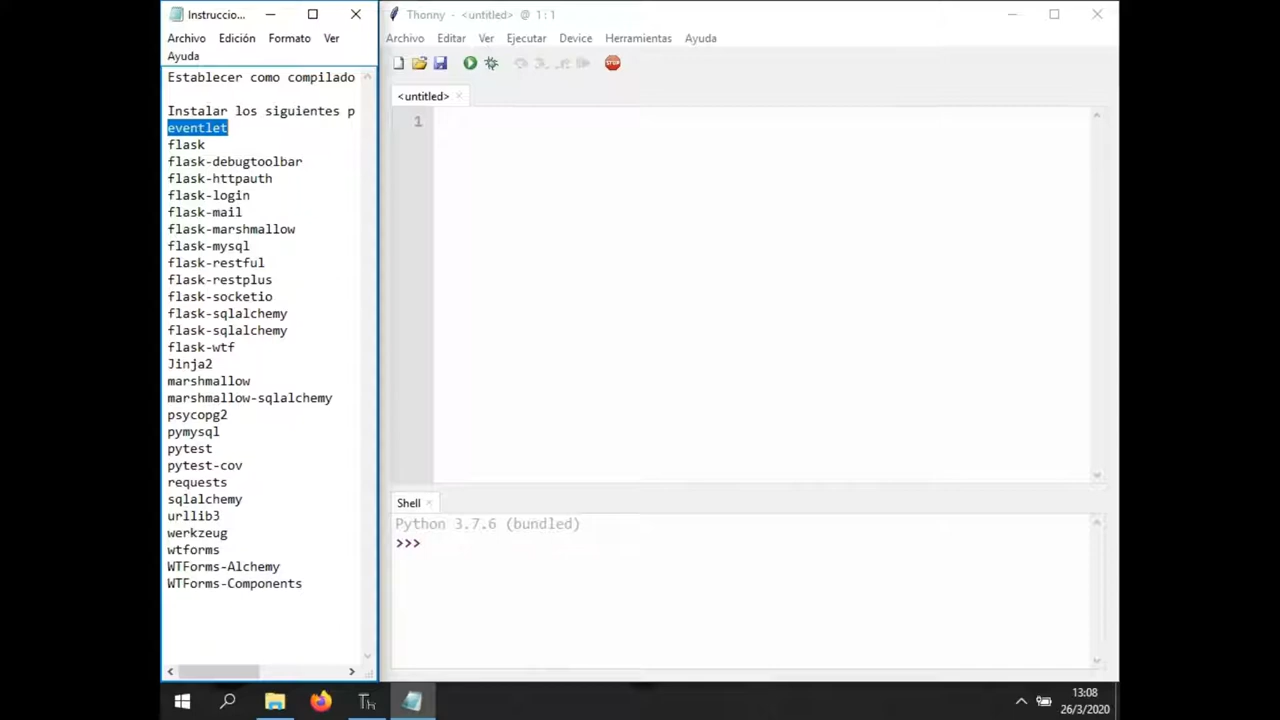 Instruccio...
Archivo Edición Formato Ver
Ayuda
Establecer como compilado
Instalar los siguientes p
eventlet
flask
flask-debugtoolbar
flask-httpauth
flask-login
flask-mail
flask-marshmallow
flask-mysql
flask-restful
flask-restplus
flask-socketio
flask-sqlalchemy
flask-sqlalchemy
flask-wtf
Jinja2
marshmallow
marshmallow-sqlalchemy
psycopg2
pymysql
pytest
pytest-cov
requests
sqlalchemy
urllib3
werkzeug
wtforms
WTForms-Alchemy
WTForms-Components
Thonny - <untitled> @ 1:1
Archivo Editar Ver Ejecutar Device Herramientas Ayuda
STOP
<untitled>
1
Shell
Python 3.7.6 (bundled)
>>>
Th
13:08
26/3/2020